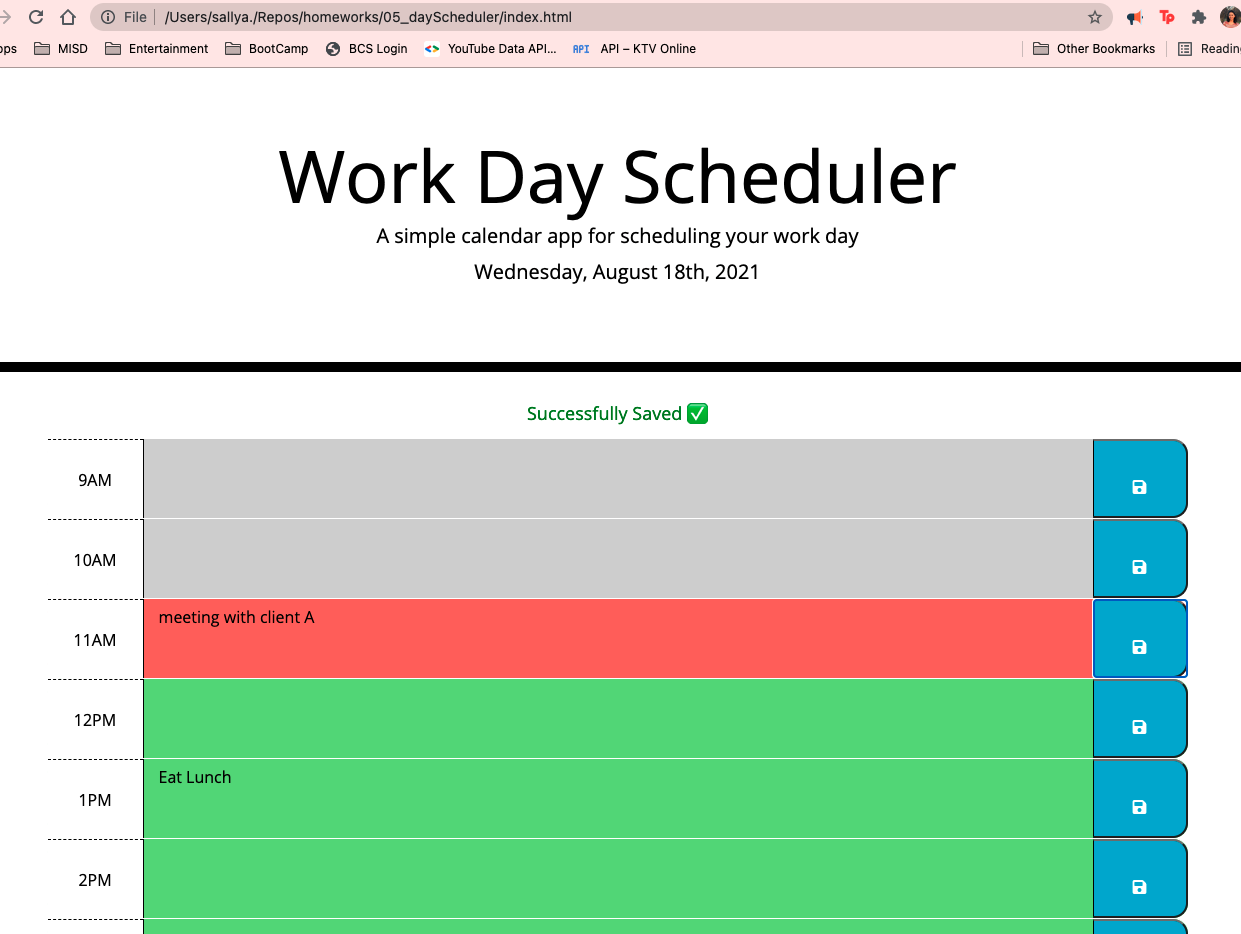 File /Users/sallya./Repos/homeworks/05_dayScheduler/index.html
MISD Entertainment BootCamp BCS Login YouTube Data API... API API – KTV Online Other Bookmarks
Work Day Scheduler
A simple calendar app for scheduling your work day
Wednesday, August 18th, 2021
Successfully Saved ✅
9AM
10AM
11AM meeting with client A
12PM
1PM Eat Lunch
2PM